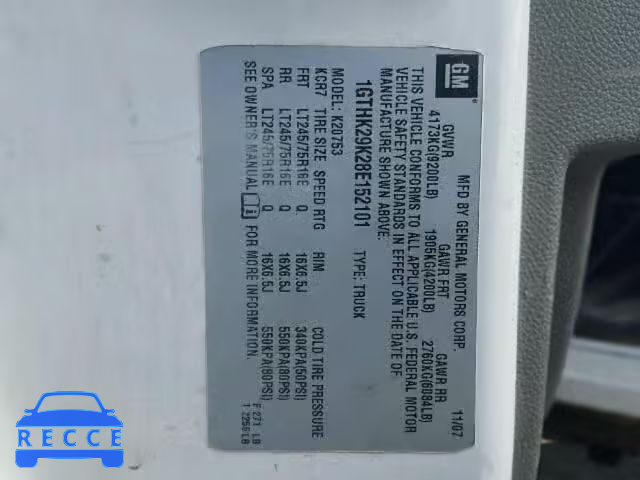 GM
MFD BY GENERAL MOTORS CORP. 11/07
GVWR GAWR FRT GAWR RR
4173KG(9200LB) 1905KG(4200LB) 2760KG(6084LB)
THIS VEHICLE CONFORMS TO ALL APPLICABLE U.S. FEDERAL MOTOR
VEHICLE SAFETY STANDARDS IN EFFECT ON THE DATE OF
MANUFACTURE SHOWN ABOVE.
1GTHK29K28E152101 TYPE: TRUCK
MODEL: K20753
KCR7 TIRE SIZE SPEED RTG RIM COLD TIRE PRESSURE
FRT LT245/75R16E Q 16X6.5J 340KPA(50PSI)
RR LT245/75R16E Q 16X6.5J 550KPA(80PSI)
SPA LT245/75R16E Q 16X6.5J 550KPA(80PSI)
SEE OWNER'S MANUAL FOR MORE INFORMATION.
F 271 LB
T 2256 LB
RECCE